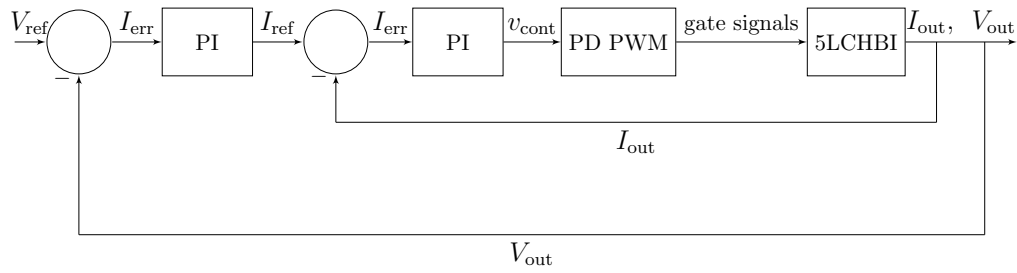 V_ref
I_err
PI
I_ref
I_err
PI
v_cont
PD PWM
gate signals
5LCHBI
I_out, V_out
−
−
I_out
V_out